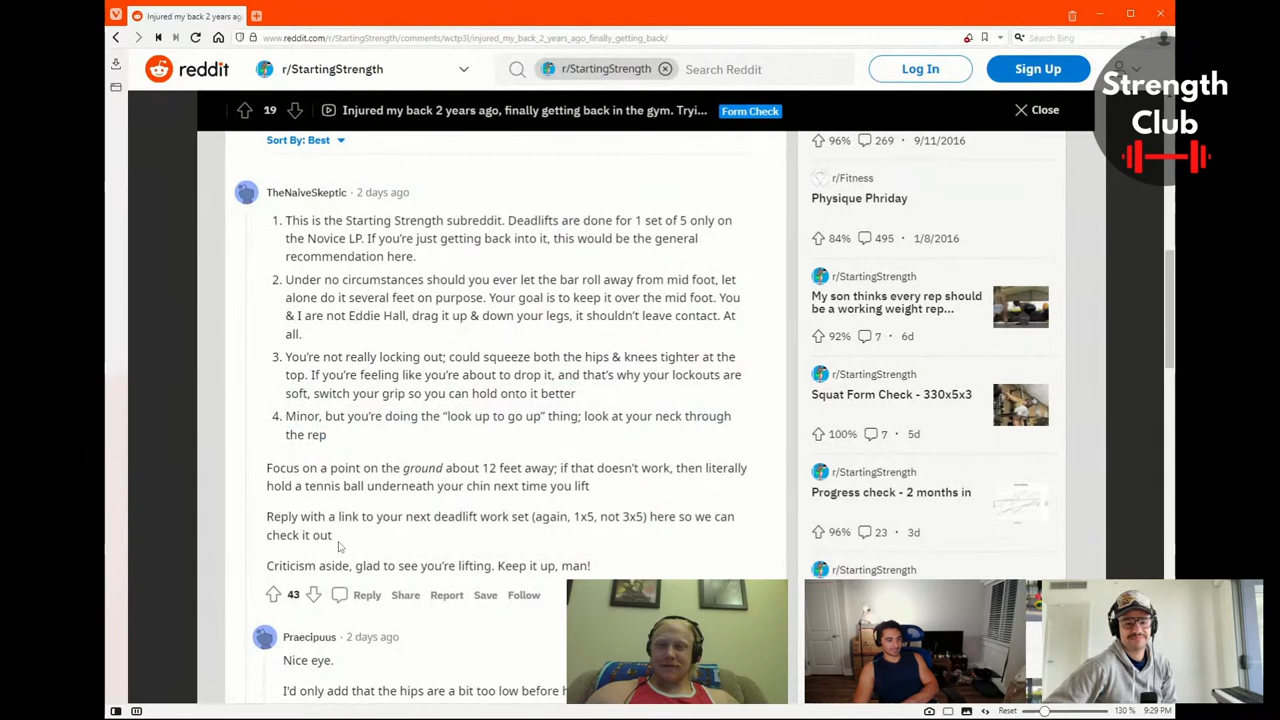 Injured my back 2 years ago
www.reddit.com/r/StartingStrength/comments/wctp3l/injured_my_back_2_years_ago_finally_getting_back/
Search Bing
reddit
r/StartingStrength
r/StartingStrength
Search Reddit
Log In
Sign Up
Strength
Club
19
Injured my back 2 years ago, finally getting back in the gym. Tryi...
Form Check
Close
Sort By: Best
TheNaiveSkeptic · 2 days ago
1. This is the Starting Strength subreddit. Deadlifts are done for 1 set of 5 only on
the Novice LP. If you're just getting back into it, this would be the general
recommendation here.
2. Under no circumstances should you ever let the bar roll away from mid foot, let
alone do it several feet on purpose. Your goal is to keep it over the mid foot. You
& I are not Eddie Hall, drag it up & down your legs, it shouldn't leave contact. At
all.
3. You're not really locking out; could squeeze both the hips & knees tighter at the
top. If you're feeling like you're about to drop it, and that's why your lockouts are
soft, switch your grip so you can hold onto it better
4. Minor, but you're doing the “look up to go up” thing; look at your neck through
the rep
Focus on a point on the ground about 12 feet away; if that doesn't work, then literally
hold a tennis ball underneath your chin next time you lift
Reply with a link to your next deadlift work set (again, 1x5, not 3x5) here so we can
check it out
Criticism aside, glad to see you're lifting. Keep it up, man!
43
Reply
Share
Report
Save
Follow
Praecipuus · 2 days ago
Nice eye.
I'd only add that the hips are a bit too low before
96%
269
· 9/11/2016
r/Fitness
Physique Phriday
84%
495
· 1/8/2016
r/StartingStrength
My son thinks every rep should
be a working weight rep...
92%
7
· 6d
r/StartingStrength
Squat Form Check - 330x5x3
100%
7
· 5d
r/StartingStrength
Progress check - 2 months in
96%
23
· 3d
r/StartingStrength
Reset
130 %
9:29 PM